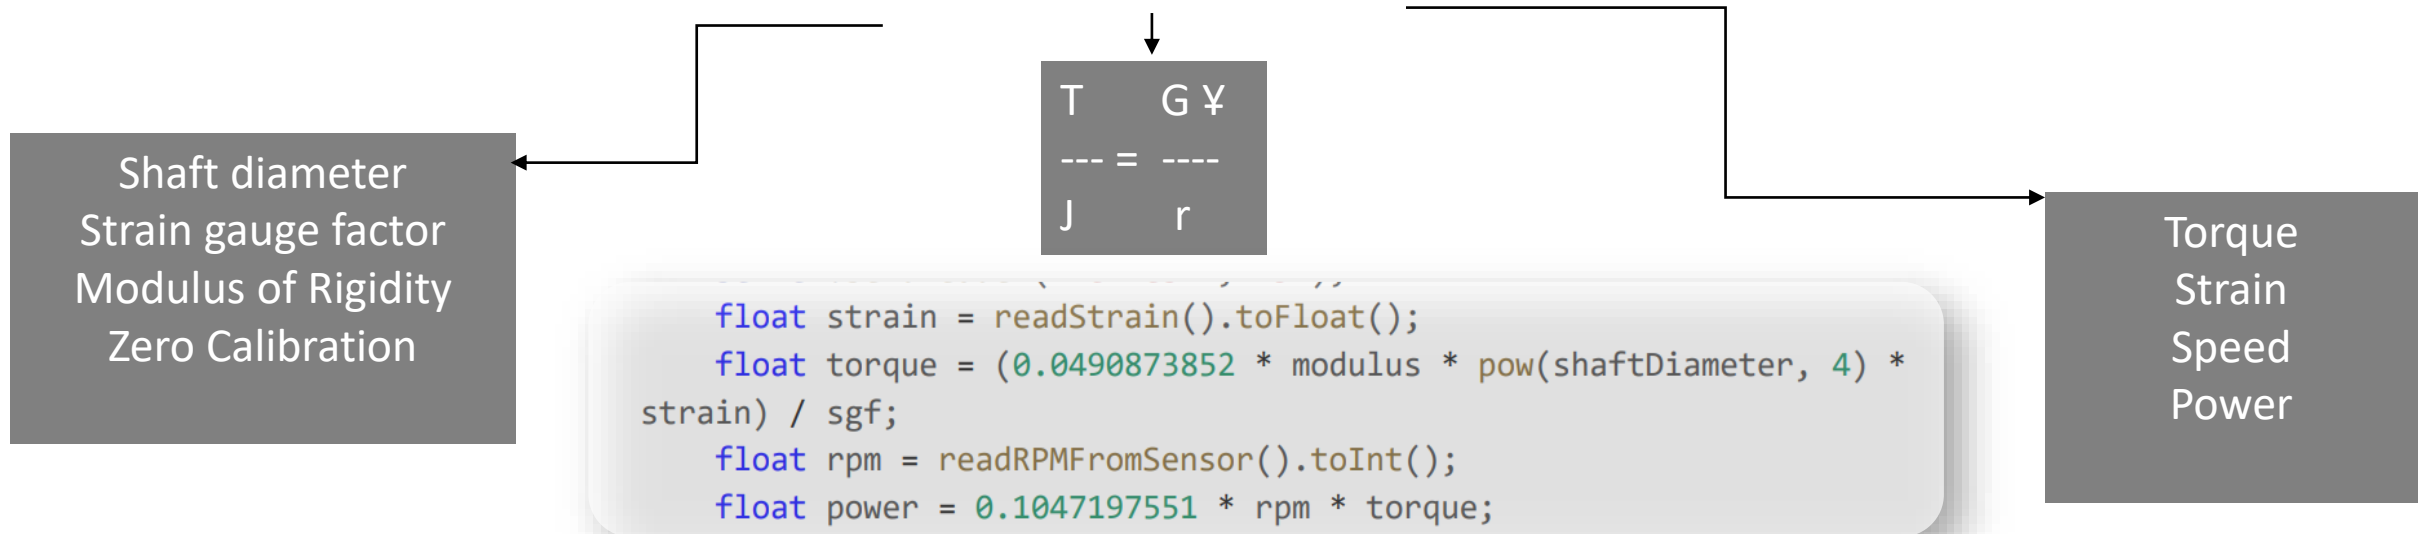 T G ¥
--- = ----
J r
Shaft diameter
Strain gauge factor
Modulus of Rigidity
Zero Calibration
float strain = readStrain().toFloat();
float torque = (0.0490873852 * modulus * pow(shaftDiameter, 4) *
strain) / sgf;
float rpm = readRPMFromSensor().toInt();
float power = 0.1047197551 * rpm * torque;
Torque
Strain
Speed
Power